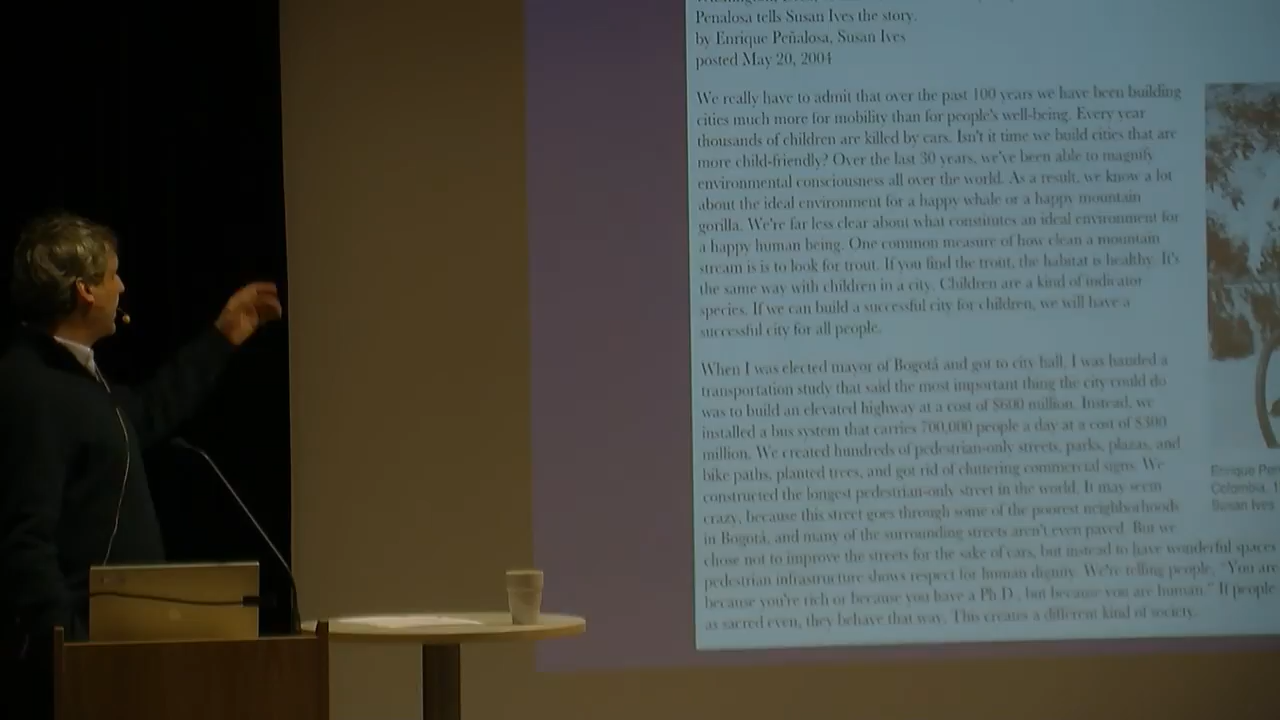 Penalosa tells Susan Ives the story.
by Enrique Peñalosa, Susan Ives
posted May 20, 2004
We really have to admit that over the past 100 years we have been building
cities much more for mobility than for people's well-being. Every year
thousands of children are killed by cars. Isn't it time we build cities that are
more child-friendly? Over the last 30 years, we've been able to magnify
environmental consciousness all over the world. As a result, we know a lot
about the ideal environment for a happy whale or a happy mountain
gorilla. We're far less clear about what constitutes an ideal environment for
a happy human being. One common measure of how clean a mountain
stream is is to look for trout. If you find the trout, the habitat is healthy. It's
the same way with children in a city. Children are a kind of indicator
species. If we can build a successful city for children, we will have a
successful city for all people.
When I was elected mayor of Bogotá and got to city hall, I was handed a
transportation study that said the most important thing the city could do
was to build an elevated highway at a cost of $600 million. Instead, we
installed a bus system that carries 700,000 people a day at a cost of $300
million. We created hundreds of pedestrian-only streets, parks, plazas, and
bike paths, planted trees, and got rid of cluttering commercial signs. We
constructed the longest pedestrian-only street in the world. It may seem
crazy, because this street goes through some of the poorest neighborhoods
in Bogotá, and many of the surrounding streets aren't even paved. But we
chose not to improve the streets for the sake of cars, but instead to have wonderful spaces
pedestrian infrastructure shows respect for human dignity. We're telling people, "You are
because you're rich or because you have a Ph.D., but because you are human." If people
as sacred even, they behave that way. This creates a different kind of society.
Enrique Pe
Colombia,
Susan Ives